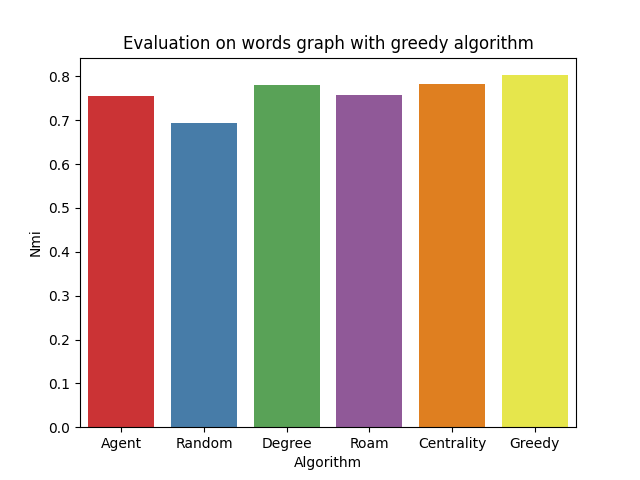 Evaluation on words graph with greedy algorithm
0.8
0.7
0.6
0.5
0.4
0.3
0.2
0.1
0.0
Nmi
Agent Random Degree Roam Centrality Greedy
Algorithm